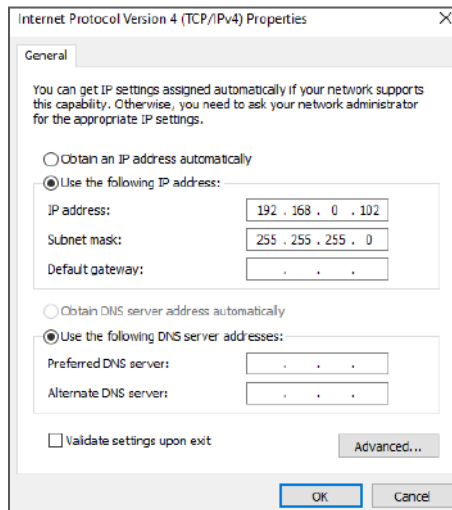 Internet Protocol Version 4 (TCP/IPv4) Properties
General
You can get IP settings assigned automatically if your network supports
this capability. Otherwise, you need to ask your network administrator
for the appropriate IP settings.
Obtain an IP address automatically
Use the following IP address:
IP address: 192 . 168 . 0 . 102
Subnet mask: 255 . 255 . 255 . 0
Default gateway: . . .
Obtain DNS server address automatically
Use the following DNS server addresses:
Preferred DNS server: . . .
Alternate DNS server: . . .
Validate settings upon exit
Advanced...
OK Cancel